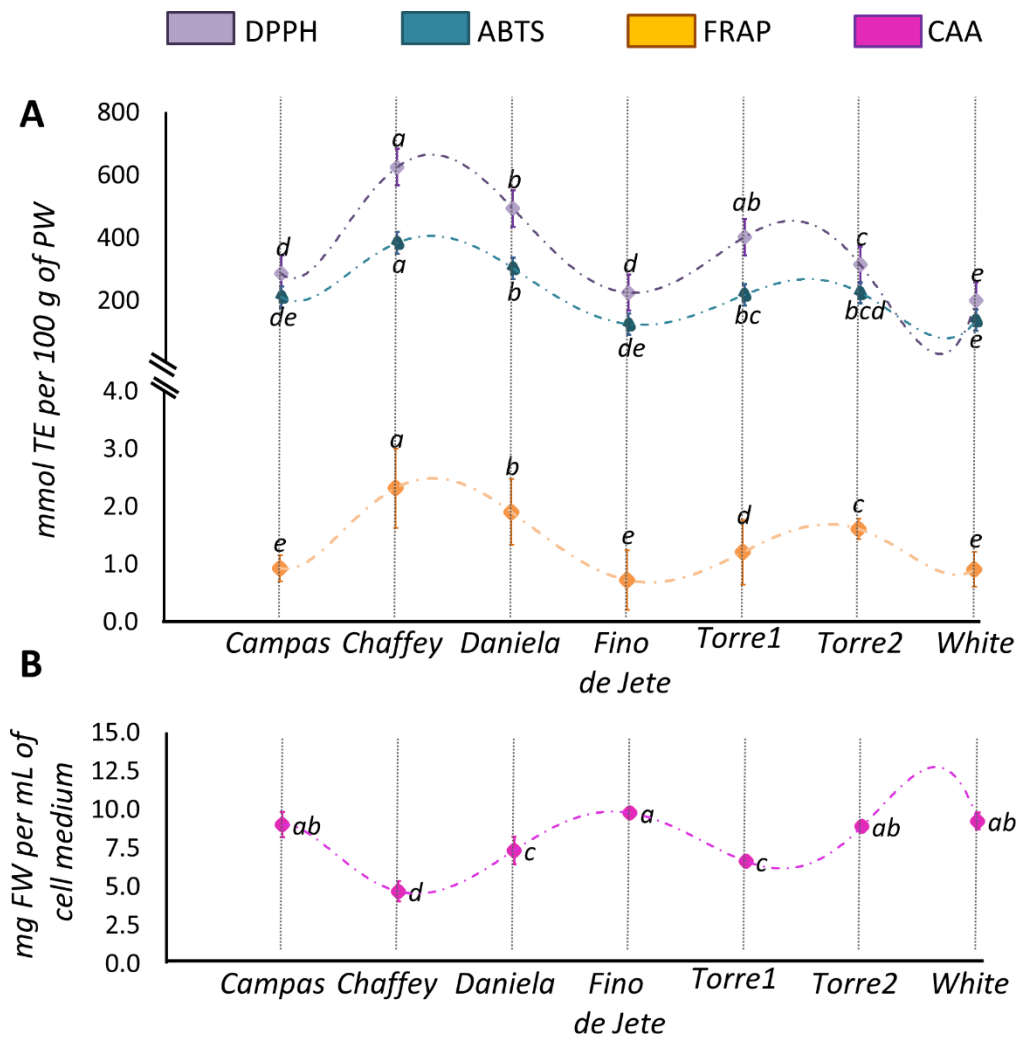 DPPH ABTS FRAP CAA
A
mmol TE per 100 g of PW
800
600
400
200
4.0
3.0
2.0
1.0
0.0
d a b d ab c e
de a b de bc bcd e
e a b e d c e
Campas Chaffey Daniela Fino Torre1 Torre2 White
de Jete
B
mg FW per mL of
cell medium
15.0
12.5
10.0
7.5
5.0
2.5
0.0
ab d c a c ab ab
Campas Chaffey Daniela Fino Torre1 Torre2 White
de Jete